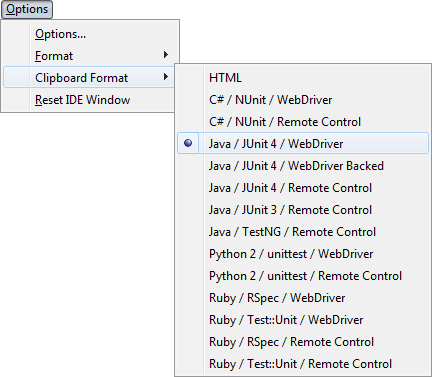 Options
Options...
Format
Clipboard Format
Reset IDE Window
HTML
C# / NUnit / WebDriver
C# / NUnit / Remote Control
Java / JUnit 4 / WebDriver
Java / JUnit 4 / WebDriver Backed
Java / JUnit 4 / Remote Control
Java / JUnit 3 / Remote Control
Java / TestNG / Remote Control
Python 2 / unittest / WebDriver
Python 2 / unittest / Remote Control
Ruby / RSpec / WebDriver
Ruby / Test::Unit / WebDriver
Ruby / RSpec / Remote Control
Ruby / Test::Unit / Remote Control